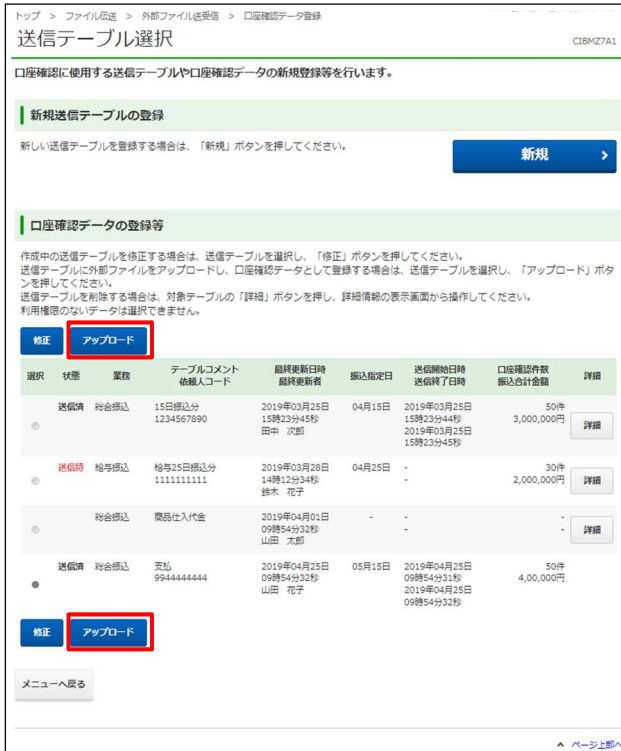 トップ > ファイル伝送 > 外部ファイル送受信 > 口座確認データ登録
送信テーブル選択
CIBMZ7A1
口座確認に使用する送信テーブルや口座確認データの新規登録等を行います。
新規送信テーブルの登録
新しい送信テーブルを登録する場合は、「新規」ボタンを押してください。
新規 >
口座確認データの登録等
作成中の送信テーブルを修正する場合は、送信テーブルを選択し、「修正」ボタンを押してください。
送信テーブルに外部ファイルをアップロードし、口座確認データとして登録する場合は、送信テーブルを選択し、「アップロード」ボタ
ンを押してください。
送信テーブルを削除する場合は、対象テーブルの「詳細」ボタンを押し、詳細情報の表示画面から操作してください。
利用権限のないデータは選択できません。
修正 アップロード
選択 状態 業務 テーブルコメント 最終更新日時 振込指定日 送信開始日時 口座確認件数 詳細
依頼人コード 最終更新者 送信終了日時 振込合計金額
送信済 総合振込 15日振込分 2019年03月25日 04月15日 2019年03月25日 50件
1234567890 15時23分45秒 15時23分44秒 3,000,000円 詳細
田中 次郎 2019年03月25日
15時23分45秒
送信待 給与振込 給与25日振込分 2019年03月28日 04月25日 - 30件
1111111111 14時12分34秒 - 2,000,000円 詳細
鈴木 花子
総合振込 商品仕入代金 2019年04月01日 - - -
09時54分32秒 - - 詳細
山田 太郎
送信済 総合振込 支払 2019年04月25日 05月15日 2019年04月25日 50件
9944444444 09時54分32秒 09時54分31秒 4,00,000円
山田 花子 2019年04月25日
09時54分32秒
修正 アップロード
メニューへ戻る
ページ上部へ